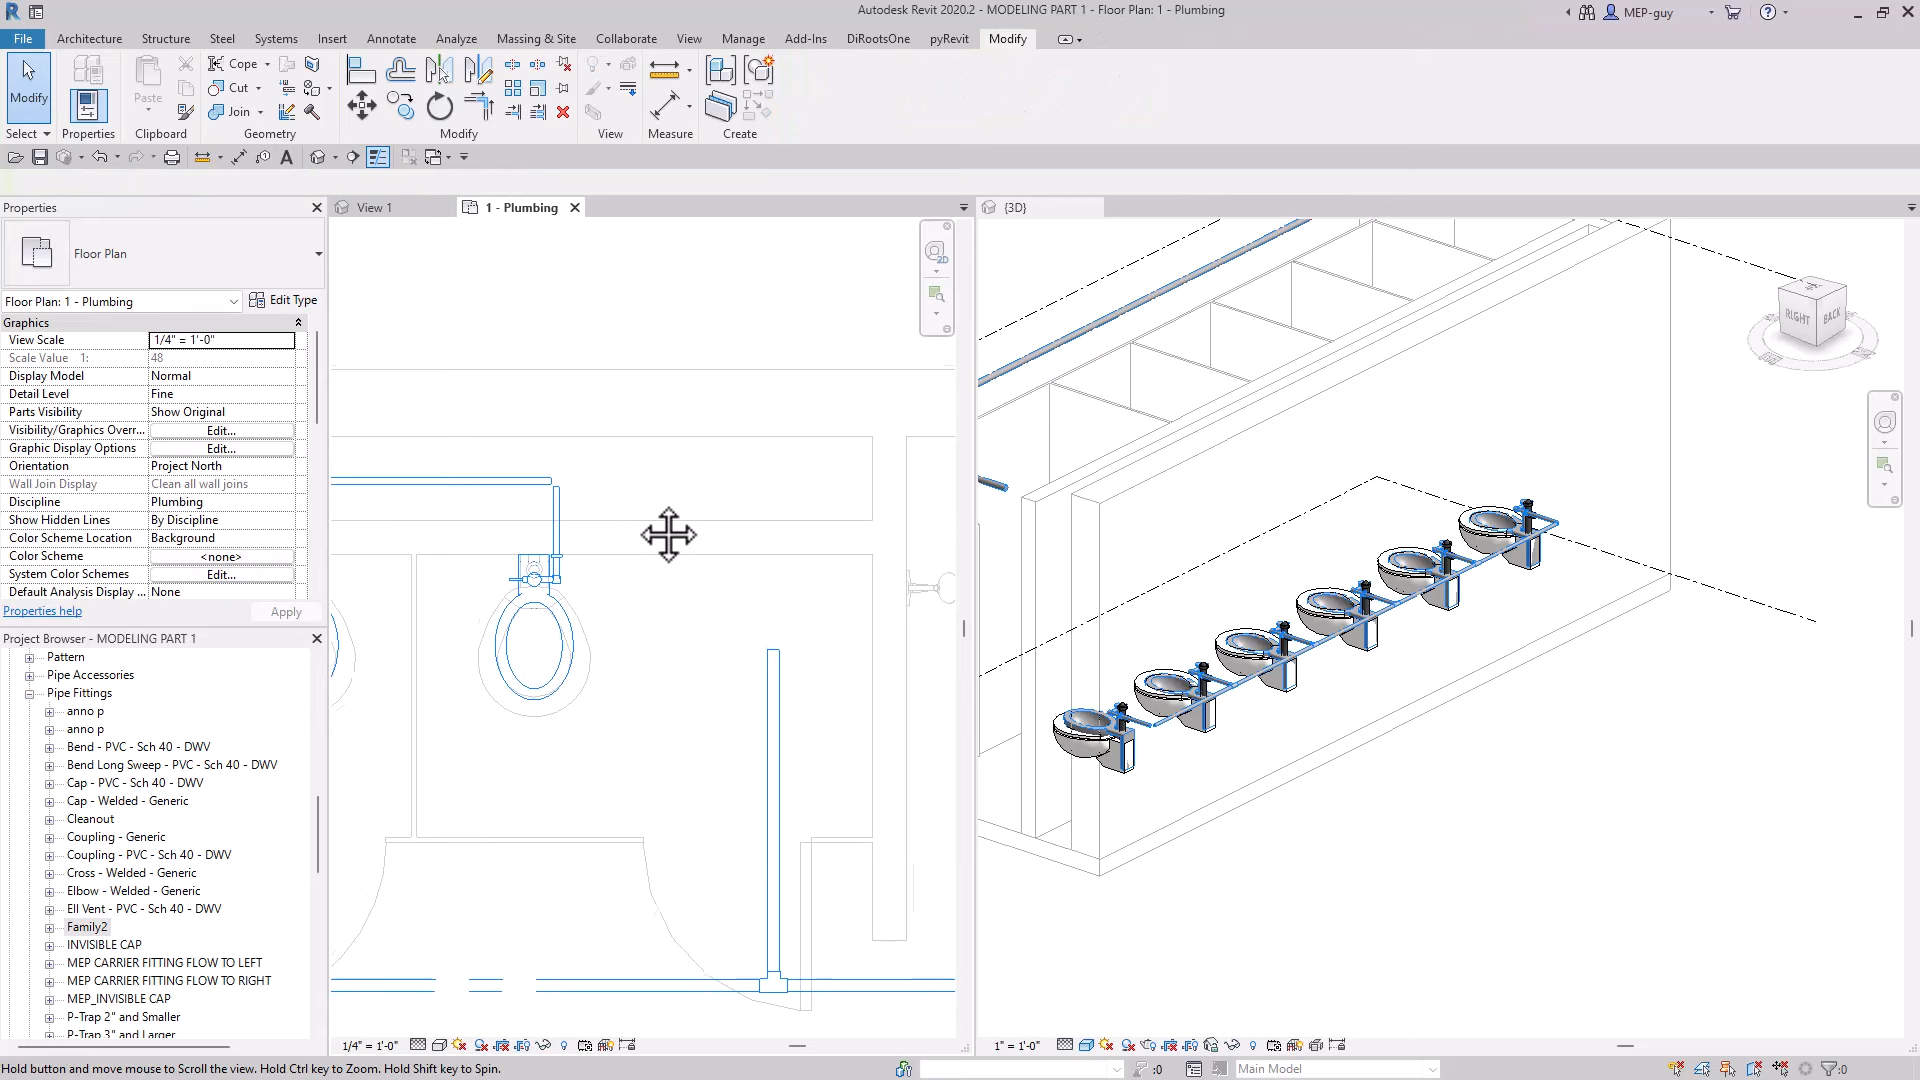 Autodesk Revit 2020.2 - MODELING PART 1 - Floor Plan: 1 - Plumbing
MEP-guy
File Architecture Structure Steel Systems Insert Annotate Analyze Massing & Site Collaborate View Manage Add-Ins DiRootsOne pyRevit Modify
Modify
Paste
Cope
Cut
Join
Select Properties Clipboard Geometry Modify View Measure Create
Properties
View 1
1 - Plumbing
{3D}
Floor Plan
Floor Plan: 1 - Plumbing
Edit Type
Graphics
View Scale 1/4" = 1'-0"
Scale Value 1: 48
Display Model Normal
Detail Level Fine
Parts Visibility Show Original
Visibility/Graphics Overr... Edit...
Graphic Display Options Edit...
Orientation Project North
Wall Join Display Clean all wall joins
Discipline Plumbing
Show Hidden Lines By Discipline
Color Scheme Location Background
Color Scheme <none>
System Color Schemes Edit...
Default Analysis Display ... None
Properties help
Apply
2D
RIGHT
BACK
Project Browser - MODELING PART 1
Pattern
Pipe Accessories
Pipe Fittings
anno p
anno p
Bend - PVC - Sch 40 - DWV
Bend Long Sweep - PVC - Sch 40 - DWV
Cap - PVC - Sch 40 - DWV
Cap - Welded - Generic
Cleanout
Coupling - Generic
Coupling - PVC - Sch 40 - DWV
Cross - Welded - Generic
Elbow - Welded - Generic
Ell Vent - PVC - Sch 40 - DWV
Family2
INVISIBLE CAP
MEP CARRIER FITTING FLOW TO LEFT
MEP CARRIER FITTING FLOW TO RIGHT
MEP_INVISIBLE CAP
P-Trap 2" and Smaller
P-Trap 3" and Larger
1/4" = 1'-0"
1" = 1'-0"
Hold button and move mouse to Scroll the view. Hold Ctrl key to Zoom. Hold Shift key to Spin.
:0
Main Model
:0